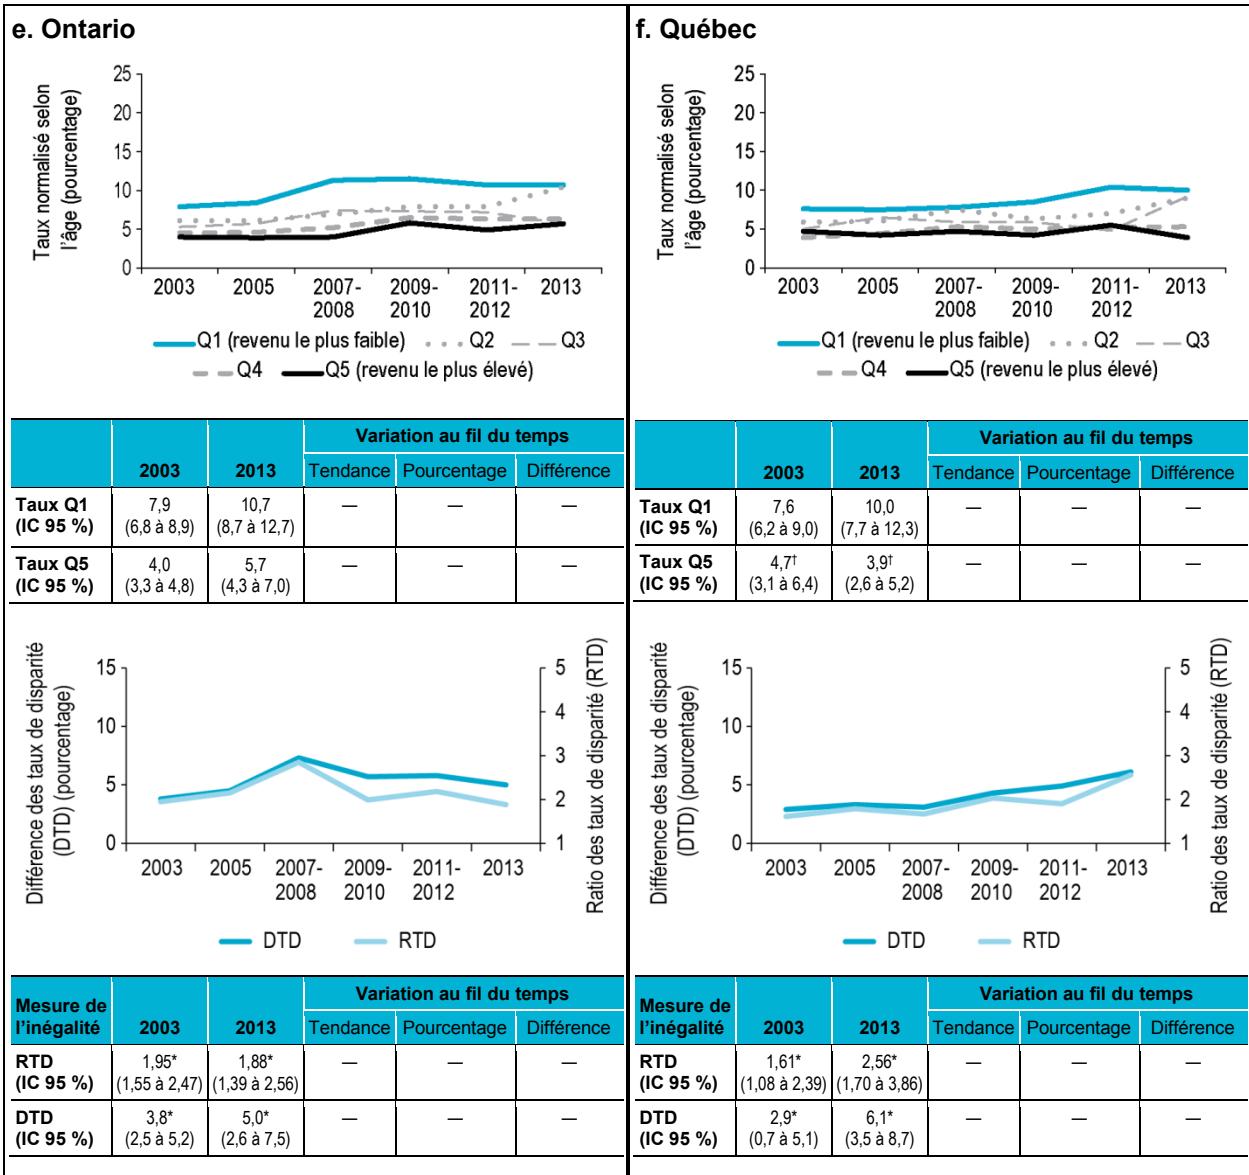 e. Ontario
Taux normalisé selon
l'âge (pourcentage)
25
20
15
10
5
0
2003 2005 2007- 2009- 2011- 2013
2008 2010 2012
Q1 (revenu le plus faible) Q2 Q3
Q4 Q5 (revenu le plus élevé)
Variation au fil du temps
2003 2013 Tendance Pourcentage Différence
Taux Q1 7,9 10,7 — — —
(IC 95 %) (6,8 à 8,9) (8,7 à 12,7)
Taux Q5 4,0 5,7 — — —
(IC 95 %) (3,3 à 4,8) (4,3 à 7,0)
Différence des taux de disparité
(DTD) (pourcentage)
15
10
5
0
5
4
3
2
1
Ratio des taux de disparité (RTD)
2003 2005 2007- 2009- 2011- 2013
2008 2010 2012
DTD RTD
Variation au fil du temps
Mesure de
l'inégalité 2003 2013 Tendance Pourcentage Différence
RTD 1,95* 1,88* — — —
(IC 95 %) (1,55 à 2,47) (1,39 à 2,56)
DTD 3,8* 5,0* — — —
(IC 95 %) (2,5 à 5,2) (2,6 à 7,5)
f. Québec
Taux normalisé selon
l'âge (pourcentage)
25
20
15
10
5
0
2003 2005 2007- 2009- 2011- 2013
2008 2010 2012
Q1 (revenu le plus faible) Q2 Q3
Q4 Q5 (revenu le plus élevé)
Variation au fil du temps
2003 2013 Tendance Pourcentage Différence
Taux Q1 7,6 10,0 — — —
(IC 95 %) (6,2 à 9,0) (7,7 à 12,3)
Taux Q5 4,7† 3,9† — — —
(IC 95 %) (3,1 à 6,4) (2,6 à 5,2)
Différence des taux de disparité
(DTD) (pourcentage)
15
10
5
0
5
4
3
2
1
Ratio des taux de disparité (RTD)
2003 2005 2007- 2009- 2011- 2013
2008 2010 2012
DTD RTD
Variation au fil du temps
Mesure de
l'inégalité 2003 2013 Tendance Pourcentage Différence
RTD 1,61* 2,56* — — —
(IC 95 %) (1,08 à 2,39) (1,70 à 3,86)
DTD 2,9* 6,1* — — —
(IC 95 %) (0,7 à 5,1) (3,5 à 8,7)